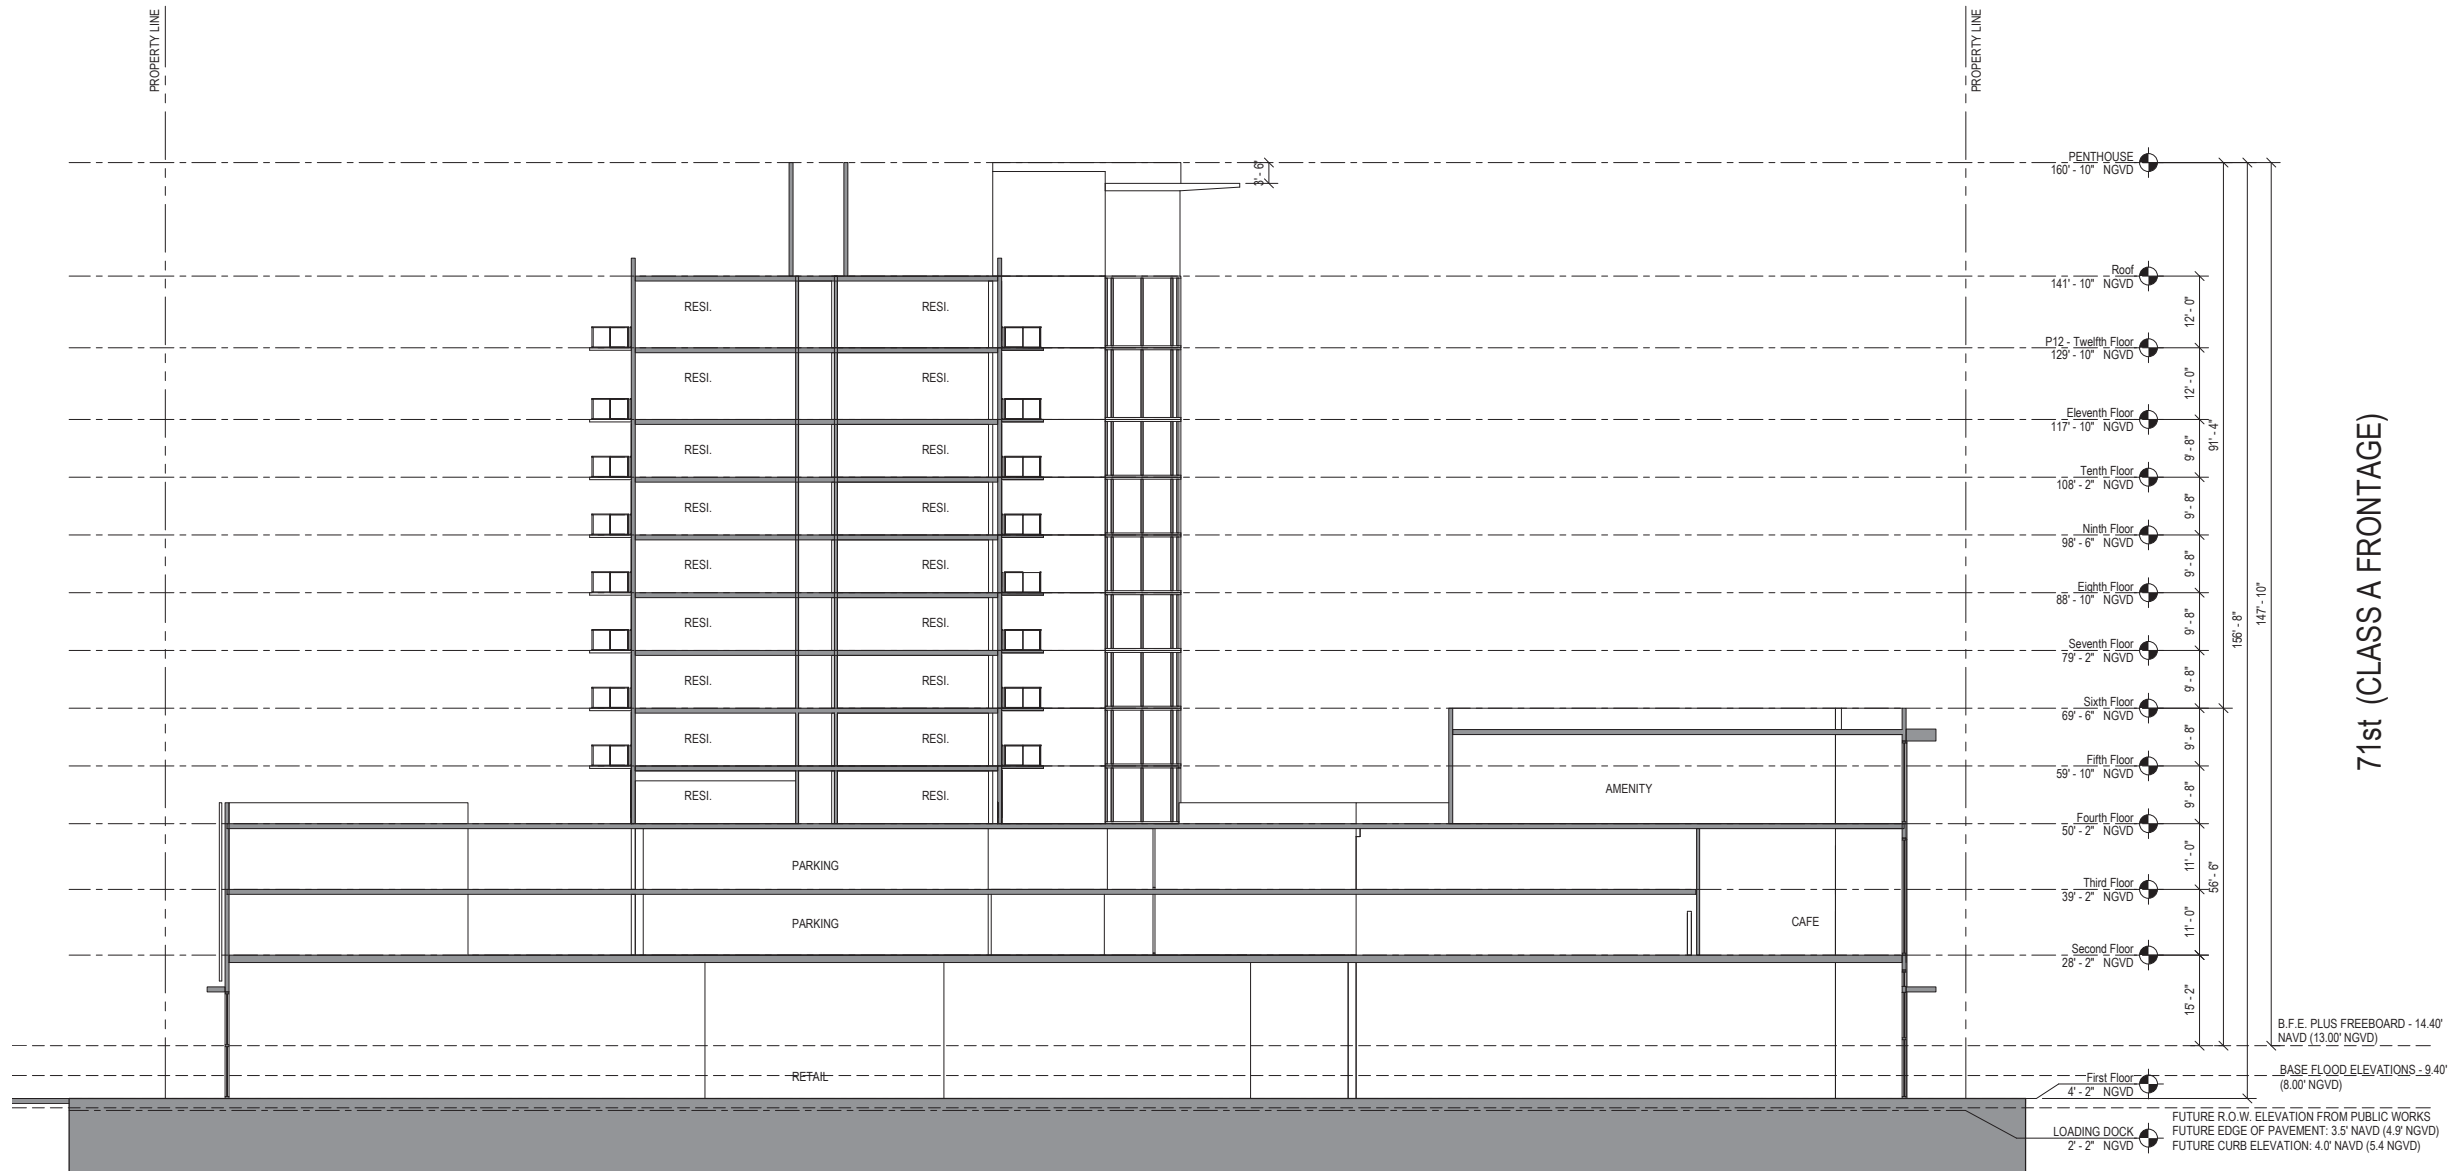 PROPERTY LINE
PROPERTY LINE
PENTHOUSE
160' - 10" NGVD
3' - 6"
Roof
141' - 10" NGVD
12' - 0"
RESI.
RESI.
P12 - Twelfth Floor
129' - 10" NGVD
12' - 0"
RESI.
RESI.
Eleventh Floor
117' - 10" NGVD
9' - 8"
91' - 4"
RESI.
RESI.
Tenth Floor
108' - 2" NGVD
9' - 8"
RESI.
RESI.
Ninth Floor
98' - 6" NGVD
9' - 8"
RESI.
RESI.
Eighth Floor
88' - 10" NGVD
9' - 8"
156' - 8"
147' - 10"
71st (CLASS A FRONTAGE)
RESI.
RESI.
Seventh Floor
79' - 2" NGVD
9' - 8"
RESI.
RESI.
Sixth Floor
69' - 6" NGVD
9' - 8"
RESI.
RESI.
Fifth Floor
59' - 10" NGVD
9' - 8"
RESI.
RESI.
AMENITY
Fourth Floor
50' - 2" NGVD
11' - 0"
PARKING
Third Floor
39' - 2" NGVD
56' - 6"
11' - 0"
PARKING
CAFE
Second Floor
28' - 2" NGVD
15' - 2"
B.F.E. PLUS FREEBOARD - 14.40'
NAVD (13.00' NGVD)
RETAIL
First Floor
4' - 2" NGVD
BASE FLOOD ELEVATIONS - 9.40'
(8.00' NGVD)
LOADING DOCK
2' - 2" NGVD
FUTURE R.O.W. ELEVATION FROM PUBLIC WORKS
FUTURE EDGE OF PAVEMENT: 3.5' NAVD (4.9' NGVD)
FUTURE CURB ELEVATION: 4.0' NAVD (5.4 NGVD)